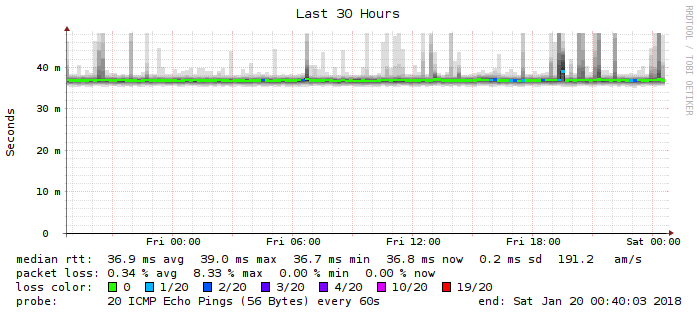 Last 30 Hours
RRDTOOL / TOBI OETIKER
Seconds
40 m
30 m
20 m
10 m
0
Fri 00:00 Fri 06:00 Fri 12:00 Fri 18:00 Sat 00:00
median rtt: 36.9 ms avg 39.0 ms max 36.7 ms min 36.8 ms now 0.2 ms sd 191.2 am/s
packet loss: 0.34 % avg 8.33 % max 0.00 % min 0.00 % now
loss color: 0 1/20 2/20 3/20 4/20 10/20 19/20
probe: 20 ICMP Echo Pings (56 Bytes) every 60s end: Sat Jan 20 00:40:03 2018